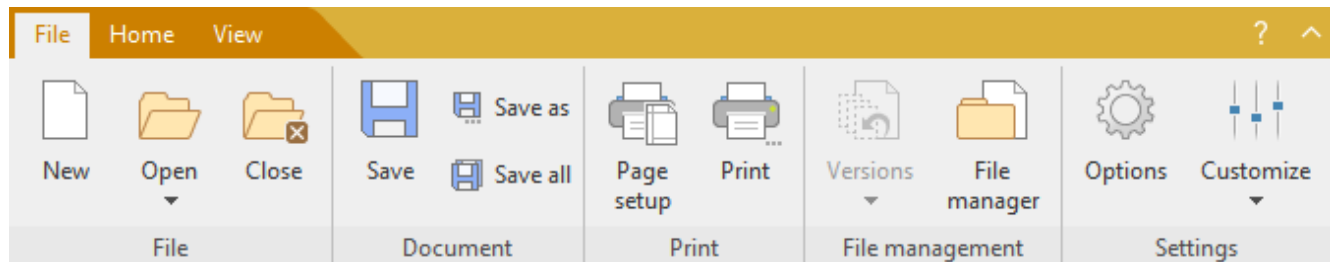 File Home View ?
New Open Close Save Save as Save all Page setup Print Versions File manager Options Customize
File Document Print File management Settings